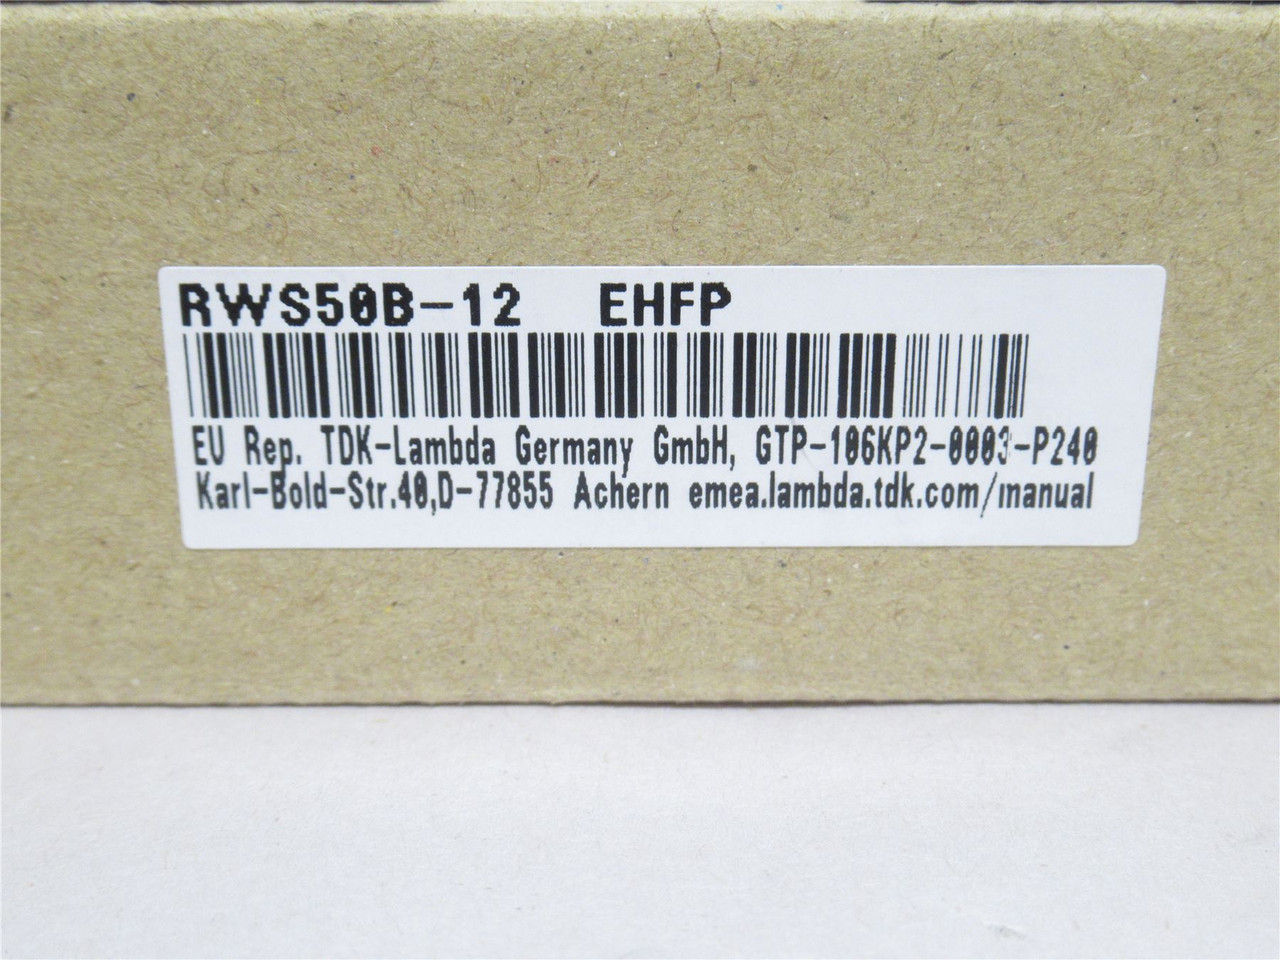 RWS50B-12 EHFP
EU Rep. TDK-Lambda Germany GmbH, GTP-106KP2-0003-P240
Karl-Bold-Str.40,D-77855 Achern emea.lambda.tdk.com/manual